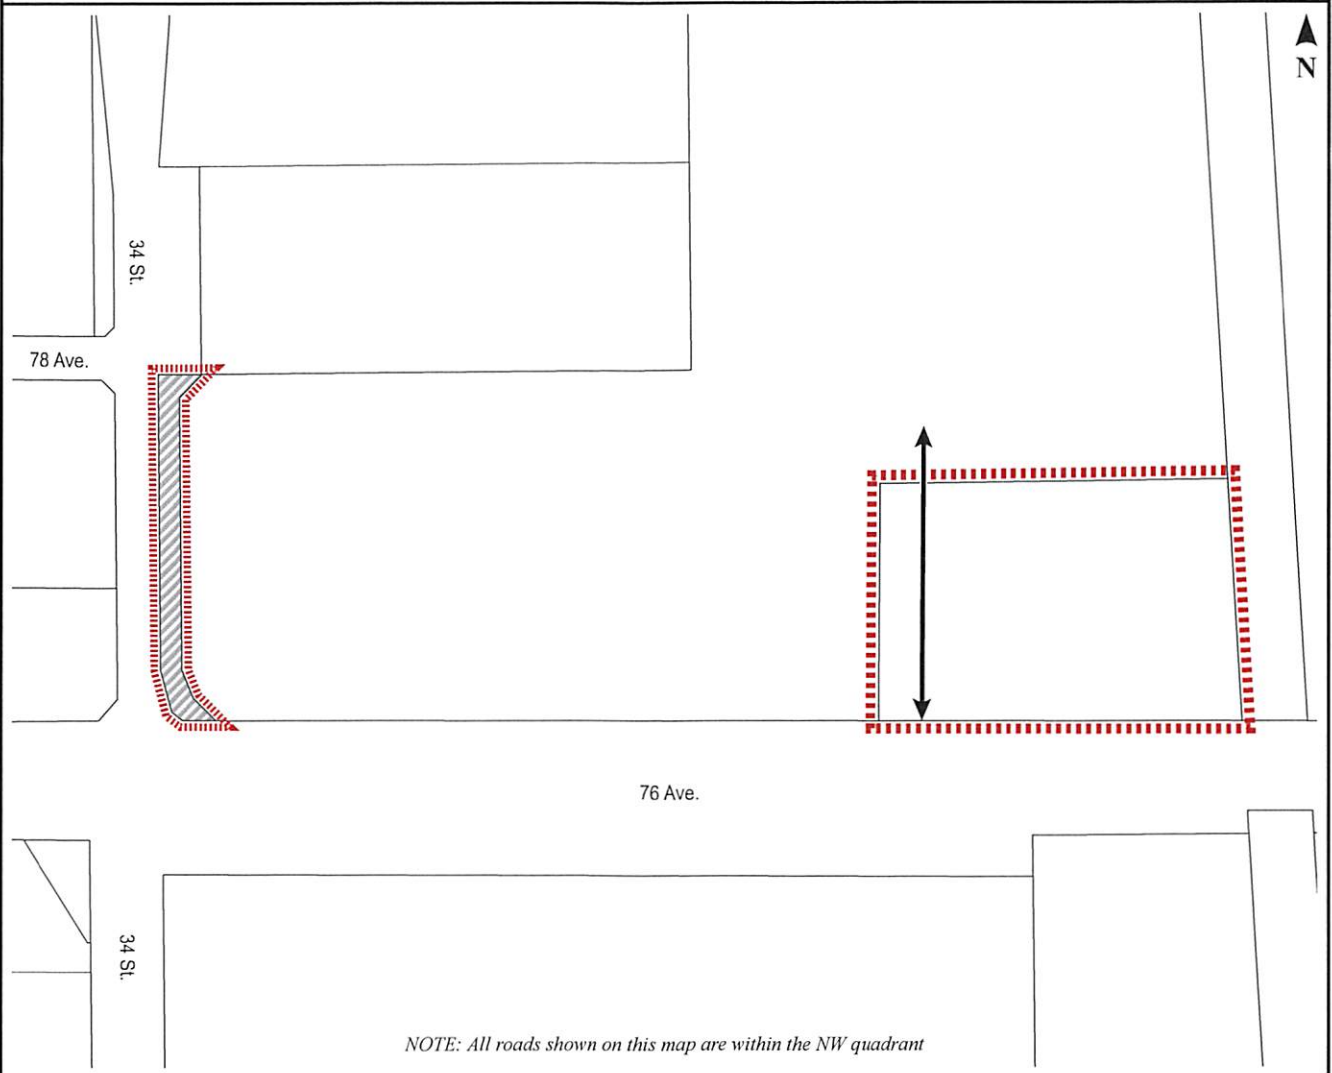 N
34 St.
78 Ave.
76 Ave.
34 St.
NOTE: All roads shown on this map are within the NW quadrant